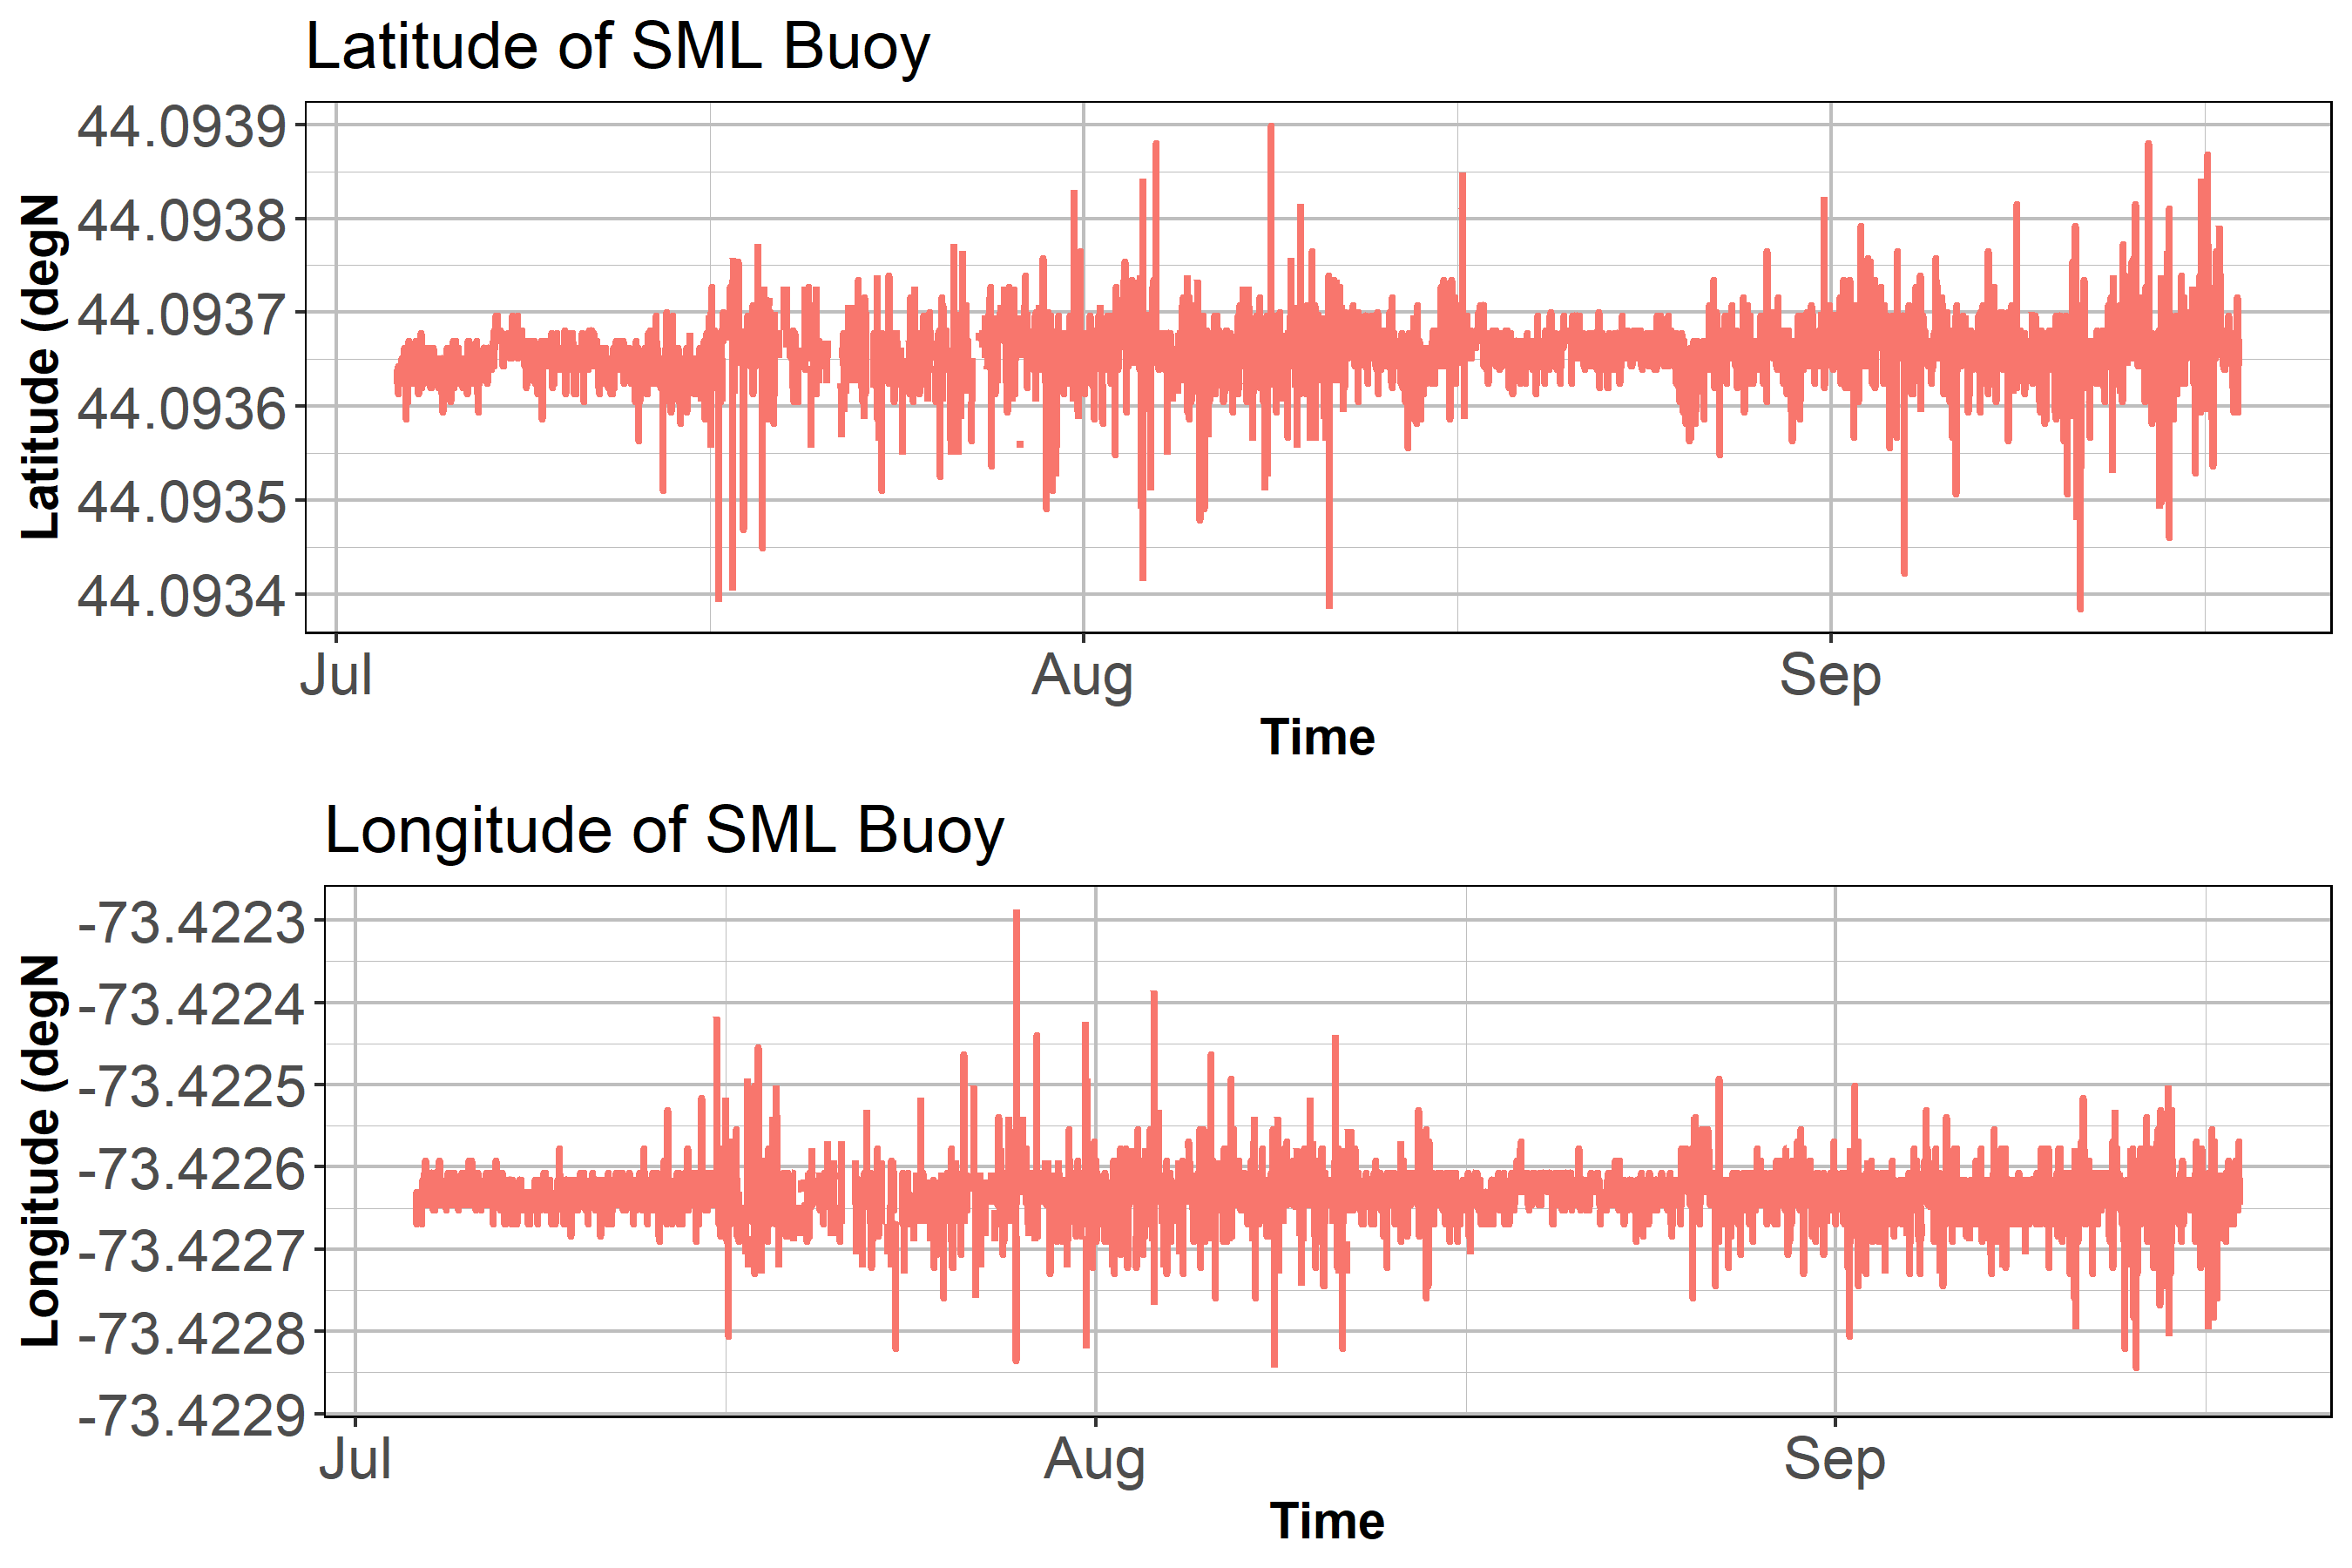 Latitude of SML Buoy
Latitude (degN
44.0939
44.0938
44.0937
44.0936
44.0935
44.0934
Jul Aug Sep
Time
Longitude of SML Buoy
Longitude (degN
-73.4223
-73.4224
-73.4225
-73.4226
-73.4227
-73.4228
-73.4229
Jul Aug Sep
Time